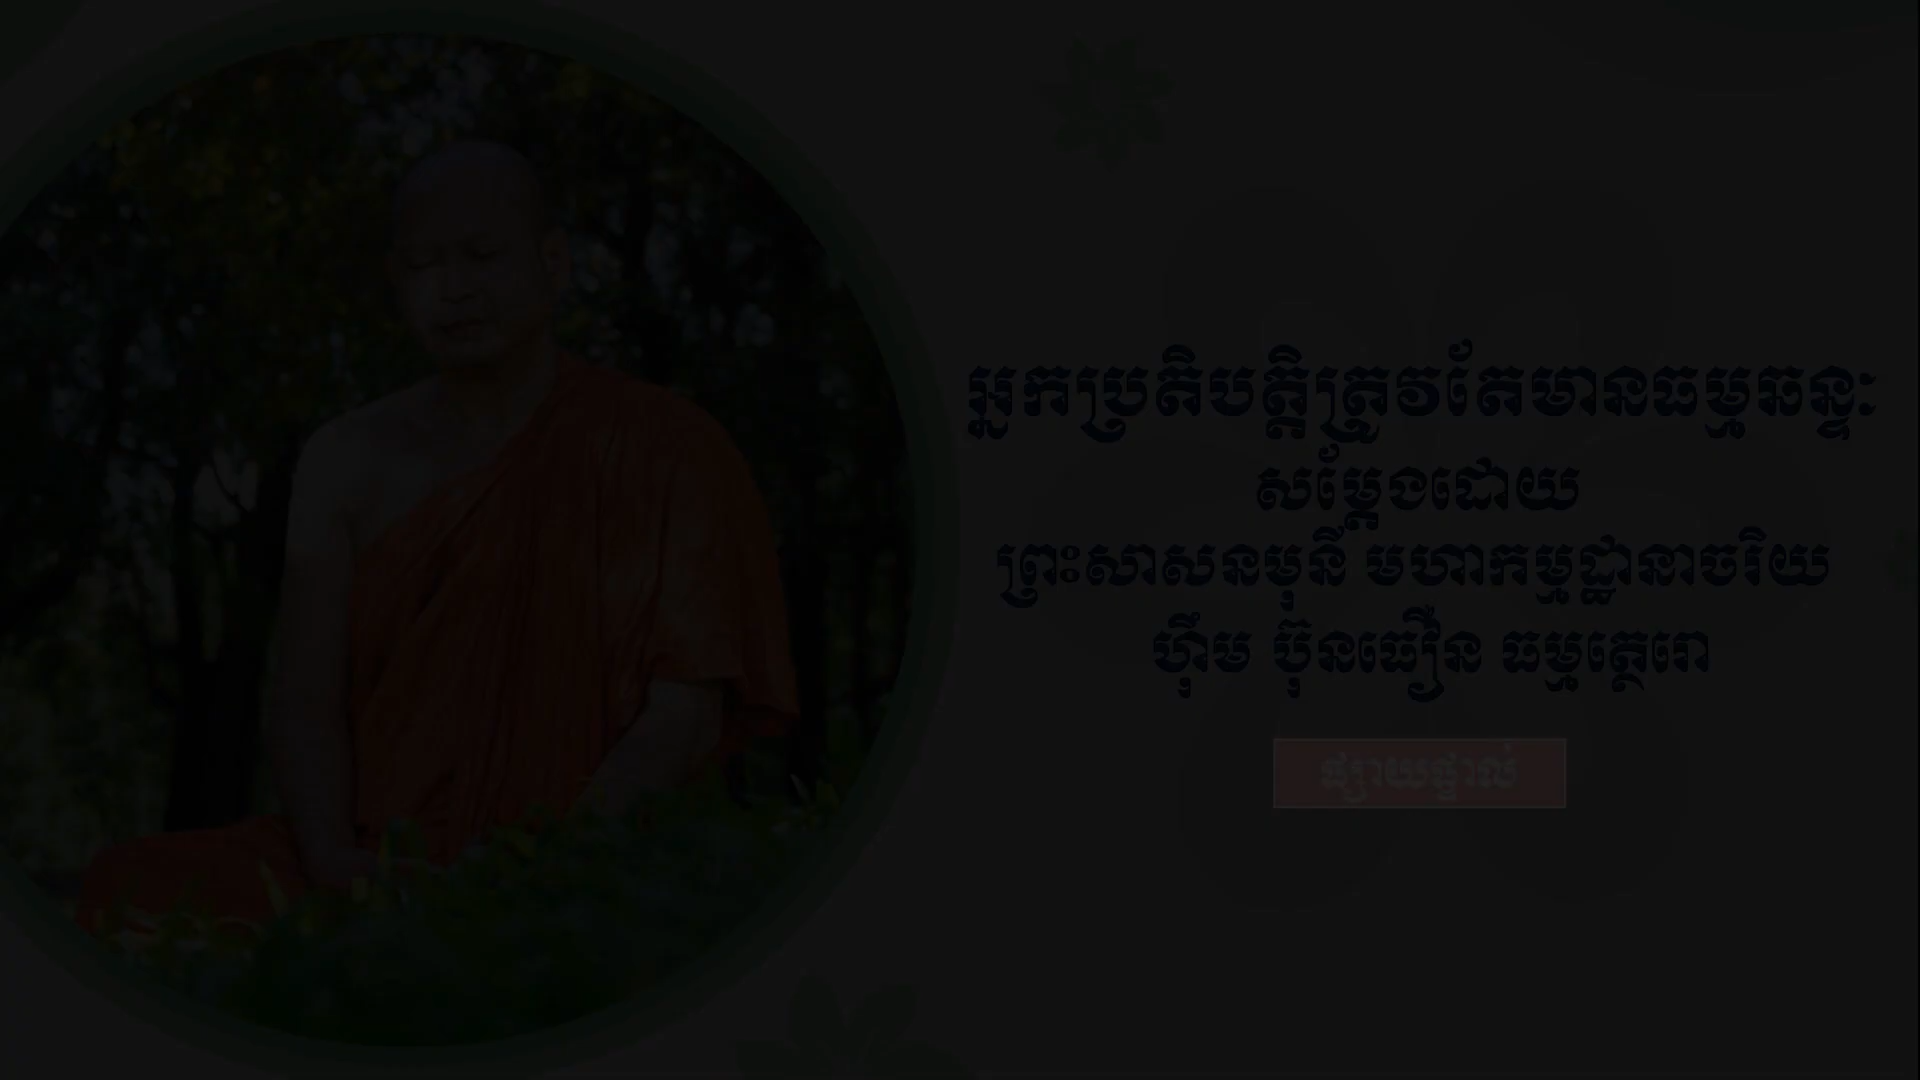 អ្នកប្រតិបត្តិត្រូវតែមានធម្មឆន្ទៈ
សម្ដែងដោយ
ព្រះសាសនមុនី មហាកម្មដ្ឋានាចរិយ
ហ៊ឹម ប៊ុនធឿន ធម្មត្ថេរោ
ផ្សាយផ្ទាល់